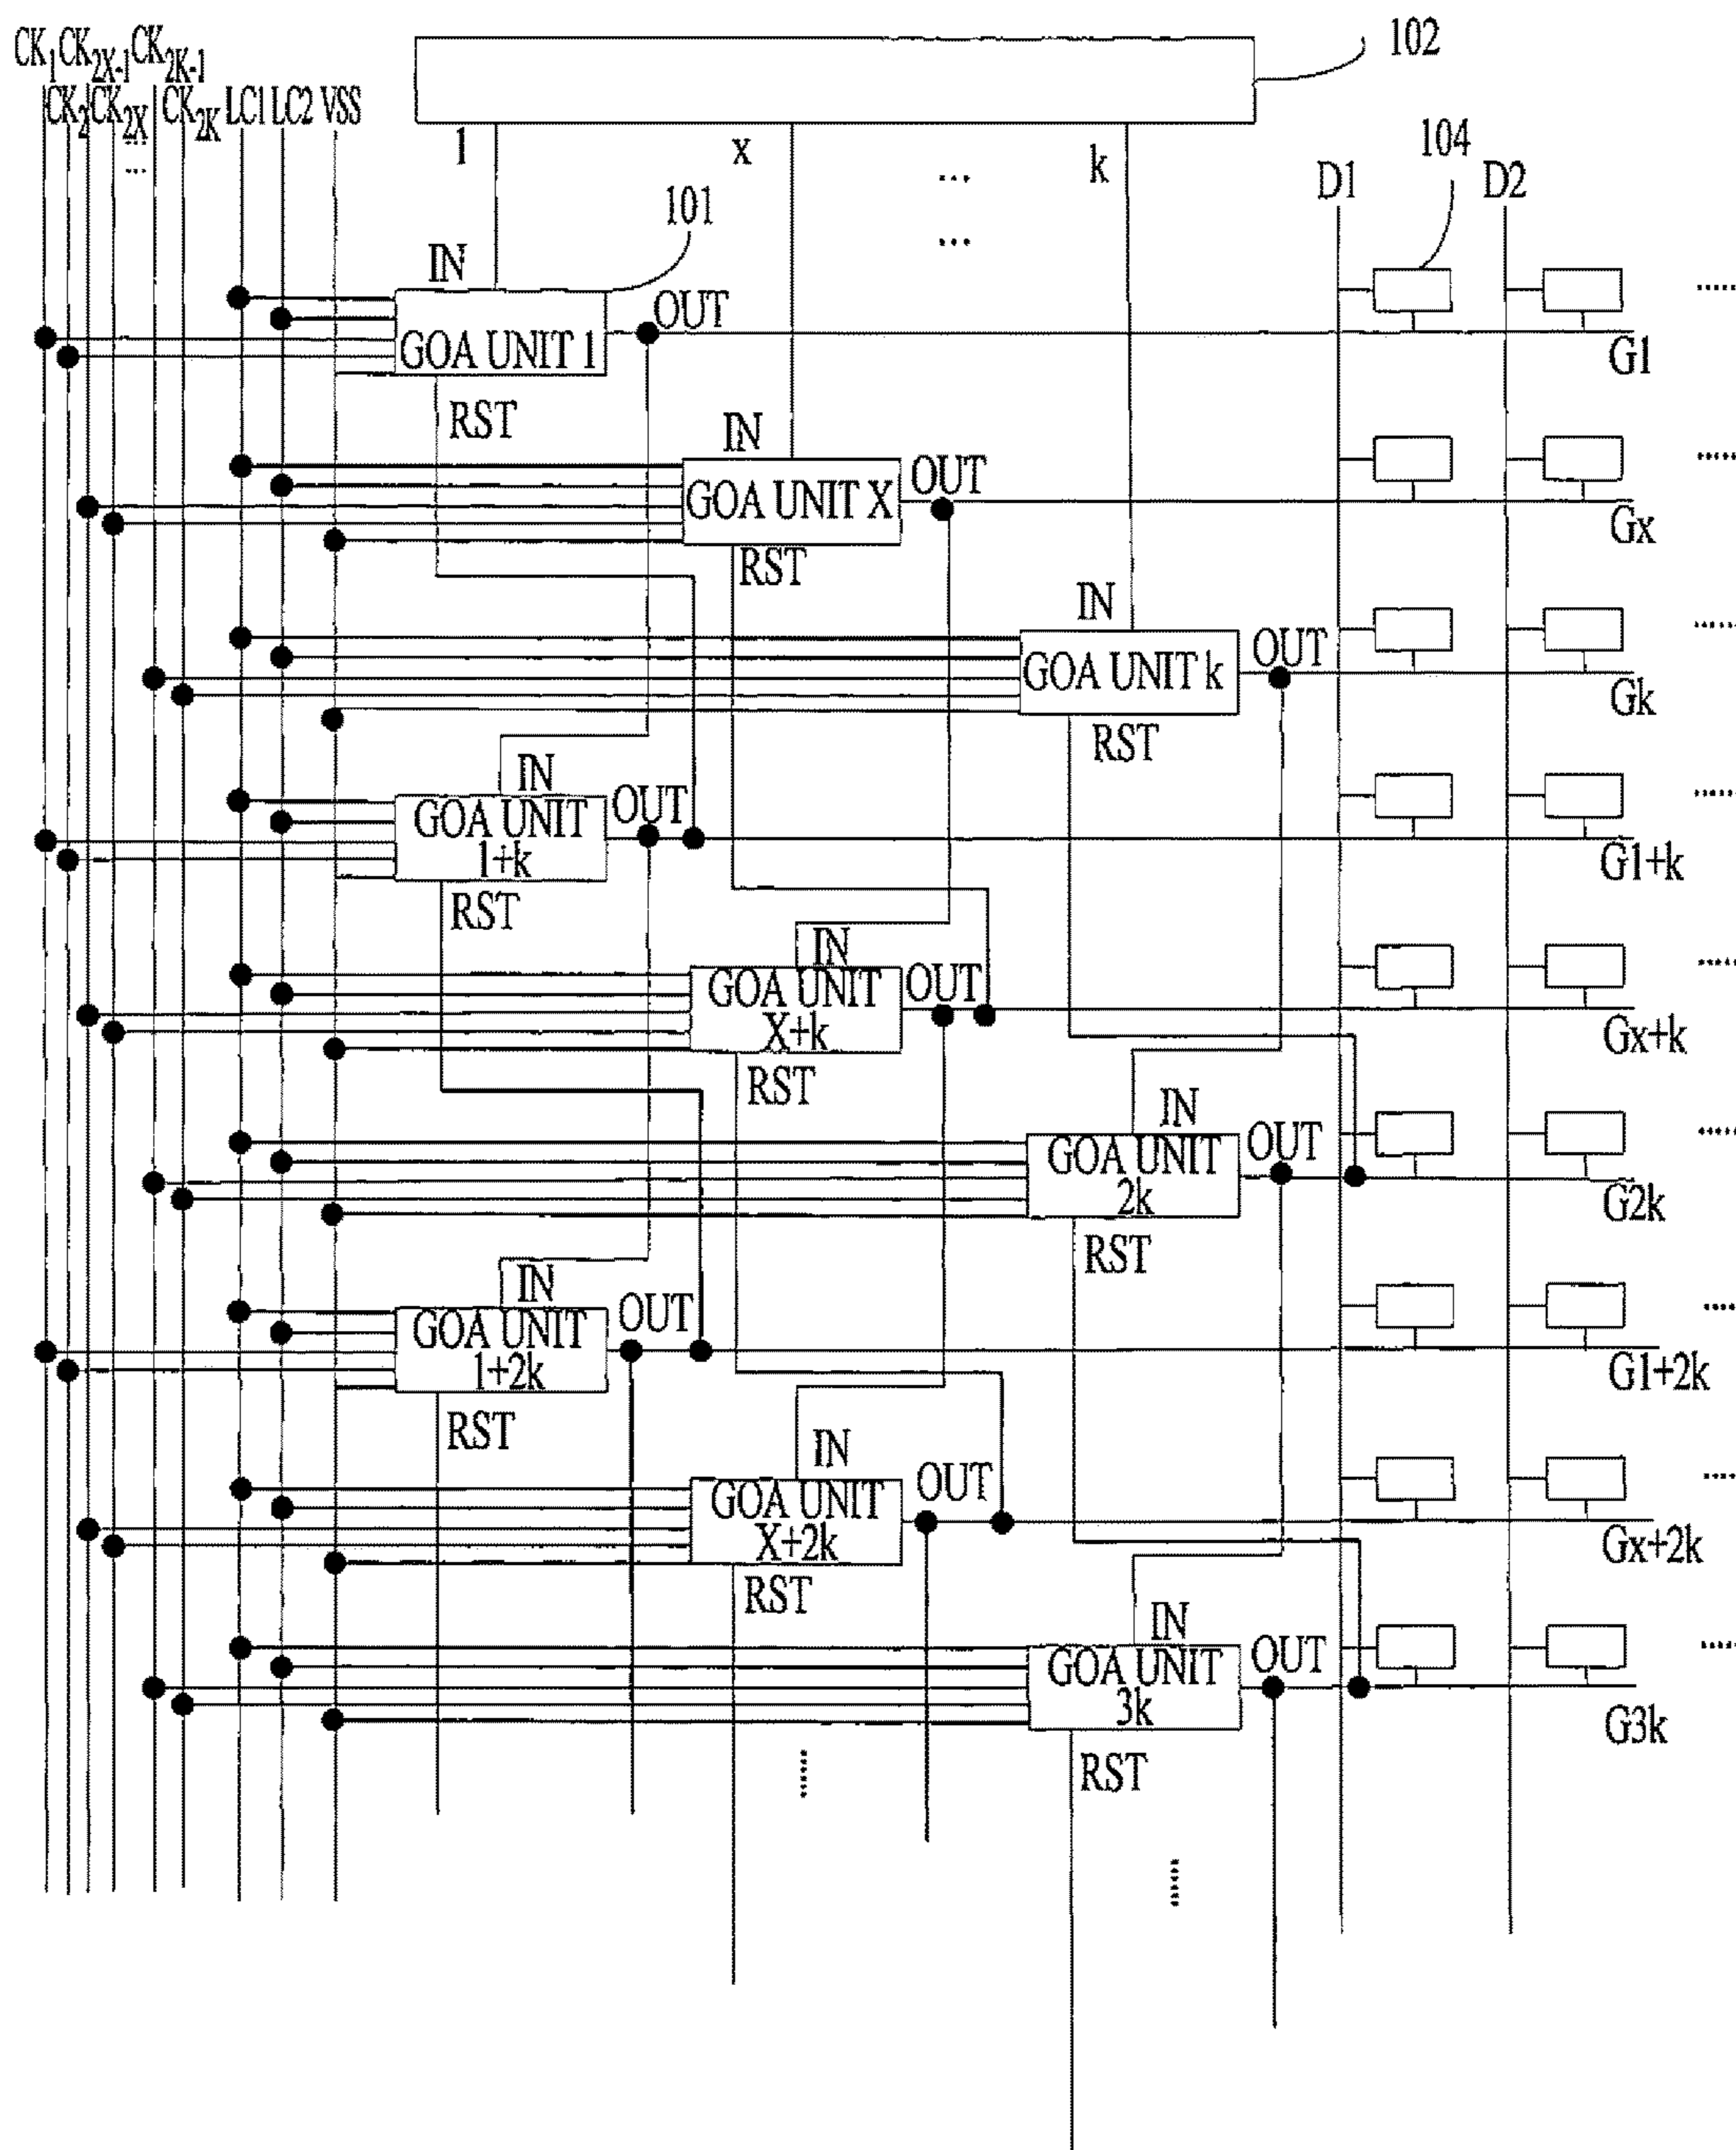 CK1 CK2X-1 CK2K-1 102
CK2 CK2X CK2K LC1 LC2 VSS
...
...
1 x k
...
...
104
D1 D2
101
IN
OUT
GOA UNIT 1
.....
G1
RST
IN
OUT
GOA UNIT X
.....
Gx
RST
IN
OUT
GOA UNIT k
.....
Gk
RST
IN
OUT
GOA UNIT
1+k
.....
G1+k
RST
IN
OUT
GOA UNIT
X+k
.....
Gx+k
RST
IN
OUT
GOA UNIT
2k
.....
G2k
RST
IN
OUT
GOA UNIT
1+2k
....
G1+2k
RST
IN
OUT
GOA UNIT
X+2k
....
Gx+2k
RST
IN
OUT
GOA UNIT
3k
.....
G3k
RST
.....
.....